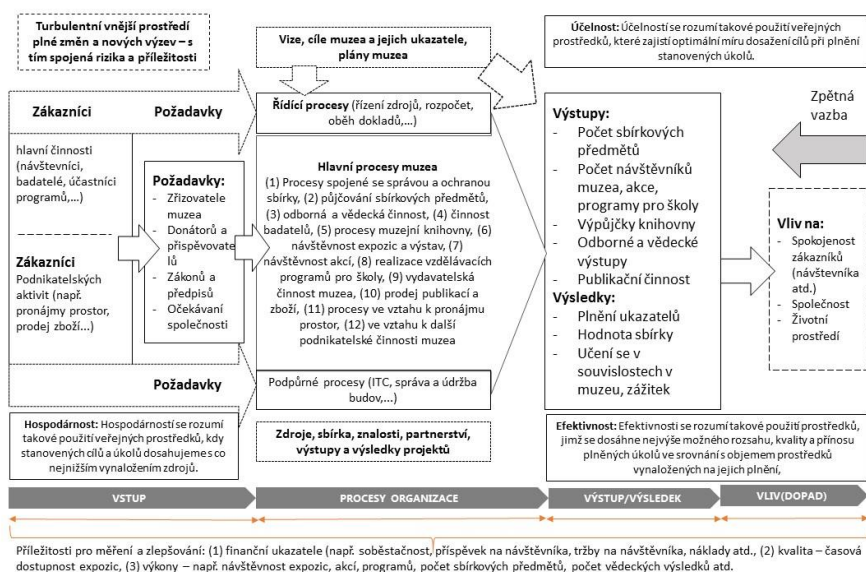 Turbulentní vnější prostředí
plné změn a nových výzev – s
tím spojená rizika a příležitosti
Vize, cíle muzea a jejich ukazatele,
plány muzea
Účelnost: Účelností se rozumí takové použití veřejných
prostředků, které zajistí optimální míru dosažení cílů při plnění
stanovených úkolů.
Zákazníci
Požadavky
hlavní činnosti
(návštevníci,
badatelé, účastníci
programů,...)
Zákazníci
Podnikatelských
aktivit (např.
pronájmy prostor,
prodej zboží...)
Požadavky:
- Zřizovatele
muzea
- Donátorů a
přispěvovate
lů
- Zákonů a
předpisů
- Očekávaní
společnosti
Požadavky
Řídící procesy (řízení zdrojů, rozpočet,
oběh dokladů,...)
Hlavní procesy muzea
(1) Procesy spojené se správou a ochranou
sbírky, (2) půjčování sbírkových předmětů,
(3) odborná a vědecká činnost, (4) činnost
badatelů, (5) procesy muzejní knihovny, (6)
návštěvnost expozic a výstav, (7)
návštěvnost akcí, (8) realizace vzdělávacích
programů pro školy, (9) vydavatelská
činnost muzea, (10) prodej publikací a
zboží, (11) procesy ve vztahu k pronájmu
prostor, (12) ve vztahu k další
podnikatelské činnosti muzea
Podpůrné procesy (ITC, správa a údržba
budov,...)
Zdroje, sbírka, znalosti, partnerství,
výstupy a výsledky projektů
Výstupy:
- Počet sbírkových
předmětů
- Počet návštěvníků
muzea, akce,
programy pro školy
- Výpůjčky knihovny
- Odborné a vědecké
výstupy
- Publikační činnost
Výsledky:
- Plnění ukazatelů
- Hodnota sbírky
- Učení se v
souvislostech v
muzeu, zážitek
Zpětná
vazba
Vliv na:
- Spokojenost
zákazníků
(návštěvníka
atd.)
- Společnost
- Životní
prostředí
Hospodárnost: Hospodárností se rozumí
takové použití veřejných prostředků, kdy
stanovených cílů a úkolů dosahujeme s co
nejnižším vynaložením zdrojů.
Efektivnost: Efektivnosti se rozumí takové použití prostředků,
jimž se dosáhne nejvýše možného rozsahu, kvality a přínosu
plněných úkolů ve srovnání s objemem prostředků
vynaložených na jejich plnění,
VSTUP
PROCESY ORGANIZACE
VÝSTUP/VÝSLEDEK
VLIV(DOPAD)
Příležitosti pro měření a zlepšování: (1) finanční ukazatele (např. soběstačnost, příspěvek na návštěvníka, tržby na návštěvníka, náklady atd., (2) kvalita – časová
dostupnost expozic, (3) výkony – např. návštěvnost expozic, akcí, programů, počet sbírkových předmětů, počet vědeckých výsledků atd.